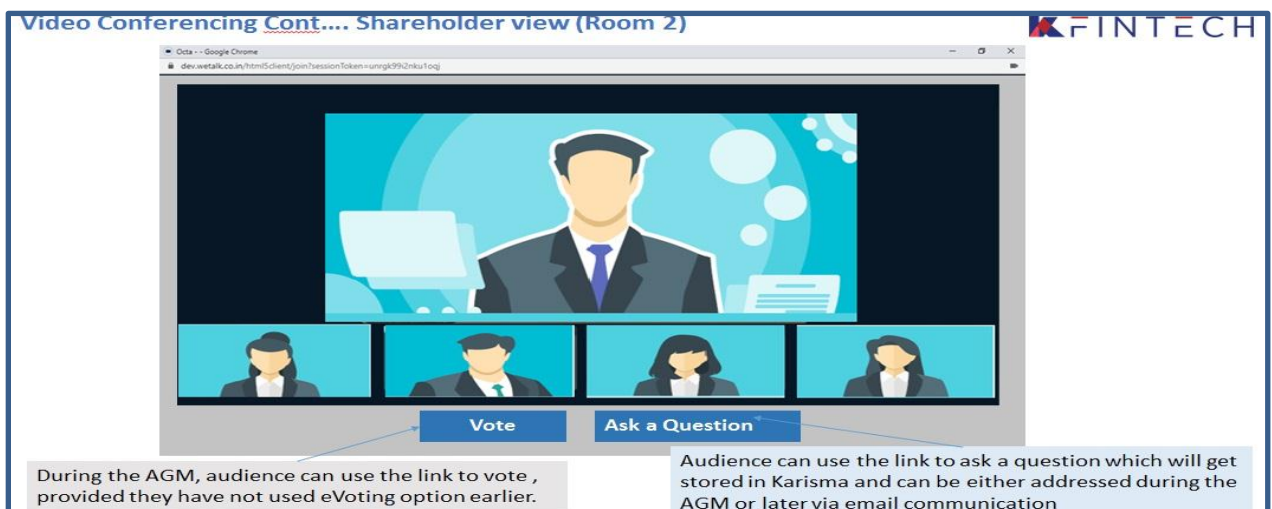 Video Conferencing Cont.... Shareholder view (Room 2)
KFINTECH
Octa - - Google Chrome
dev.wetalk.co.in/html5client/join?sessionToken=unrgk99i2nku1oqj
Vote
Ask a Question
During the AGM, audience can use the link to vote ,
provided they have not used eVoting option earlier.
Audience can use the link to ask a question which will get
stored in Karisma and can be either addressed during the
AGM or later via email communication